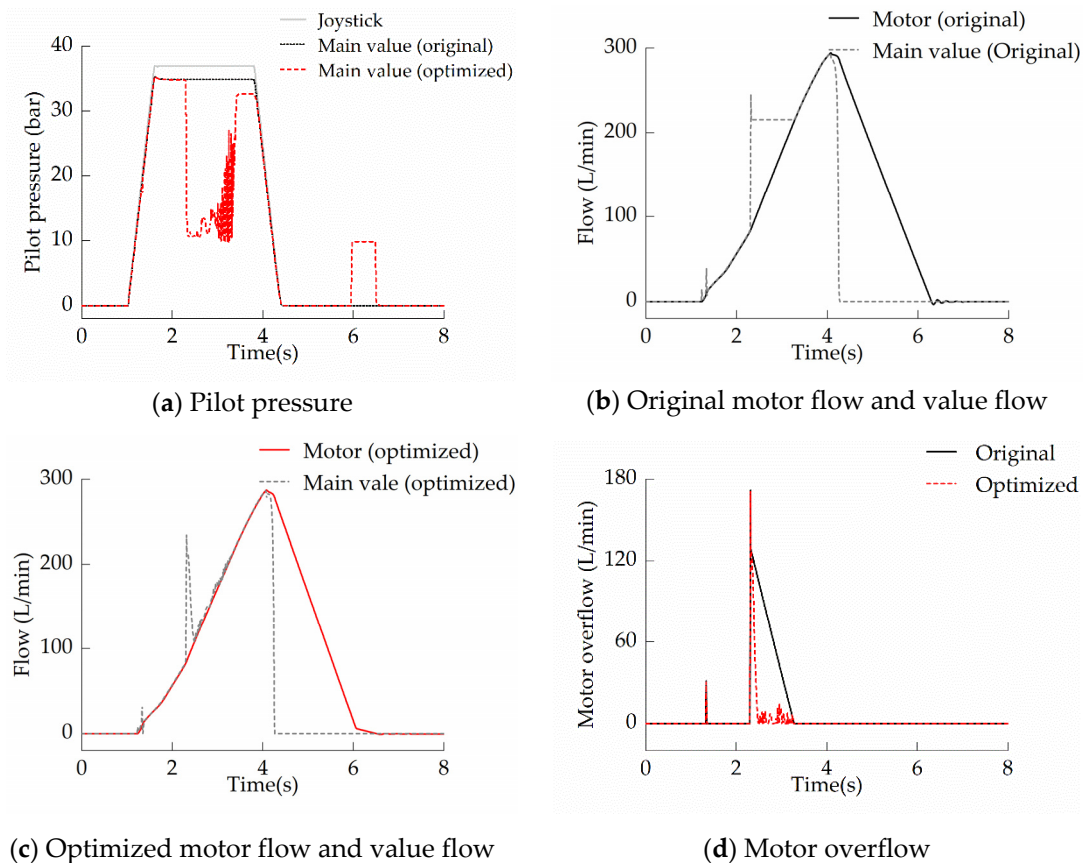 Joystick
Main value (original)
Main value (optimized)
40
30
20
10
0
Pilot pressure (bar)
0 2 4 6 8
Time(s)
(a) Pilot pressure
Motor (original)
Main value (Original)
300
200
100
0
Flow (L/min)
0 2 4 6 8
Time(s)
(b) Original motor flow and value flow
Motor (optimized)
Main vale (optimized)
300
200
100
0
Flow (L/min)
0 2 4 6 8
Time(s)
(c) Optimized motor flow and value flow
Original
Optimized
180
120
60
0
Motor overflow (L/min)
0 2 4 6 8
Time(s)
(d) Motor overflow